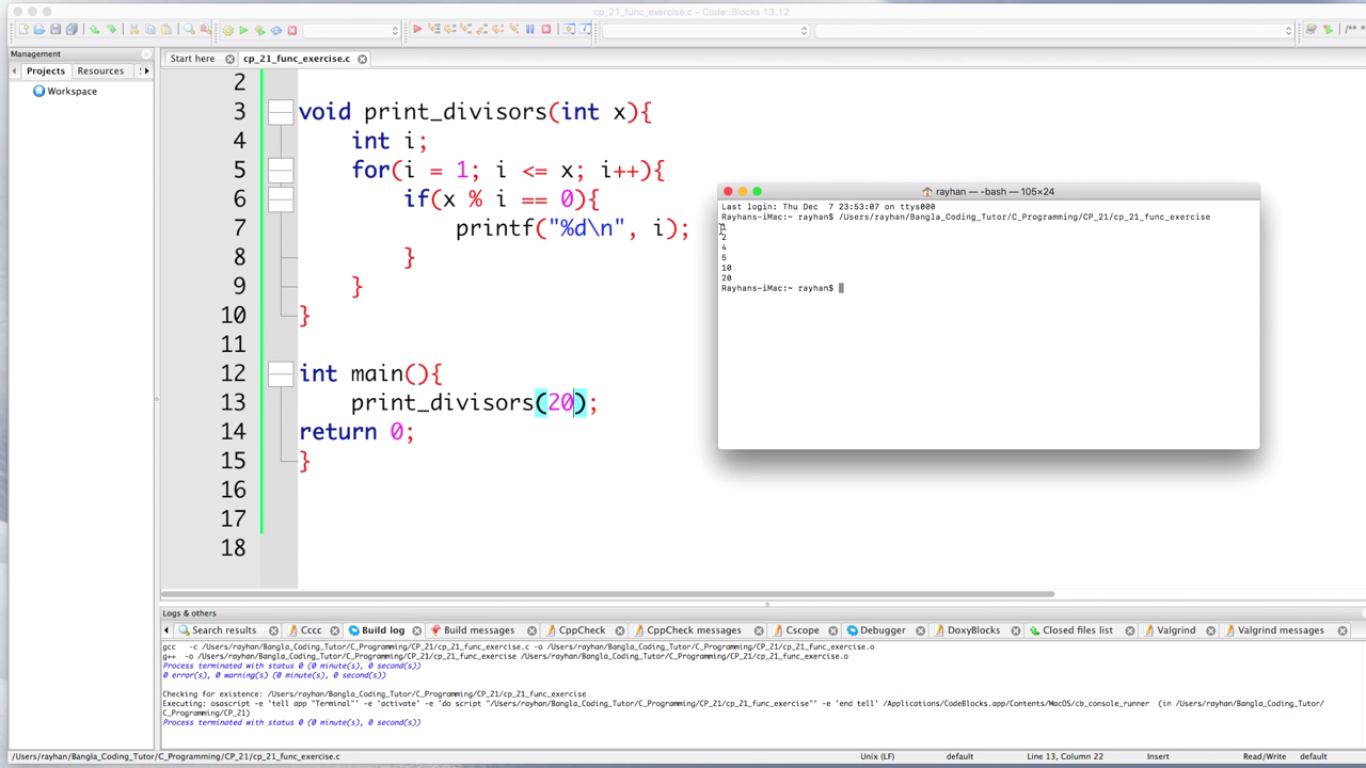 cp_21_func_exercise.c - Code::Blocks 13.12
Management
Projects Resources
Workspace
Start here cp_21_func_exercise.c
2
3 void print_divisors(int x){
4 int i;
5 for(i = 1; i <= x; i++){
6 if(x % i == 0){
7 printf("%d\n", i);
8 }
9 }
10 }
11
12 int main(){
13 print_divisors(20);
14 return 0;
15 }
16
17
18
rayhan — -bash — 105×24
Last login: Thu Dec 7 23:53:07 on ttys000
Rayhans-iMac:~ rayhan$ /Users/rayhan/Bangla_Coding_Tutor/C_Programming/CP_21/cp_21_func_exercise
1
2
4
5
10
20
Rayhans-iMac:~ rayhan$
Logs & others
Search results Cccc Build log Build messages CppCheck CppCheck messages Cscope Debugger DoxyBlocks Closed files list Valgrind Valgrind messages
gcc -c /Users/rayhan/Bangla_Coding_Tutor/C_Programming/CP_21/cp_21_func_exercise.c -o /Users/rayhan/Bangla_Coding_Tutor/C_Programming/CP_21/cp_21_func_exercise.o
g++ -o /Users/rayhan/Bangla_Coding_Tutor/C_Programming/CP_21/cp_21_func_exercise /Users/rayhan/Bangla_Coding_Tutor/C_Programming/CP_21/cp_21_func_exercise.o
Process terminated with status 0 (0 minute(s), 0 second(s))
0 error(s), 0 warning(s) (0 minute(s), 0 second(s))
Checking for existence: /Users/rayhan/Bangla_Coding_Tutor/C_Programming/CP_21/cp_21_func_exercise
Executing: osascript -e 'tell app "Terminal"' -e 'activate' -e 'do script "/Users/rayhan/Bangla_Coding_Tutor/C_Programming/CP_21/cp_21_func_exercise"' -e 'end tell' /Applications/CodeBlocks.app/Contents/MacOS/cb_console_runner (in /Users/rayhan/Bangla_Coding_Tutor/
C_Programming/CP_21)
Process terminated with status 0 (0 minute(s), 0 second(s))
/Users/rayhan/Bangla_Coding_Tutor/C_Programming/CP_21/cp_21_func_exercise.c Unix (LF) default Line 13, Column 22 Insert Read/Write default